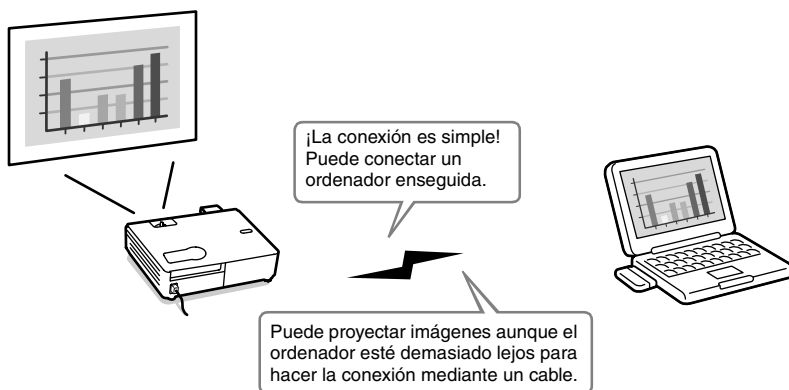 ¡La conexión es simple!
Puede conectar un
ordenador enseguida.
Puede proyectar imágenes aunque el
ordenador esté demasiado lejos para
hacer la conexión mediante un cable.